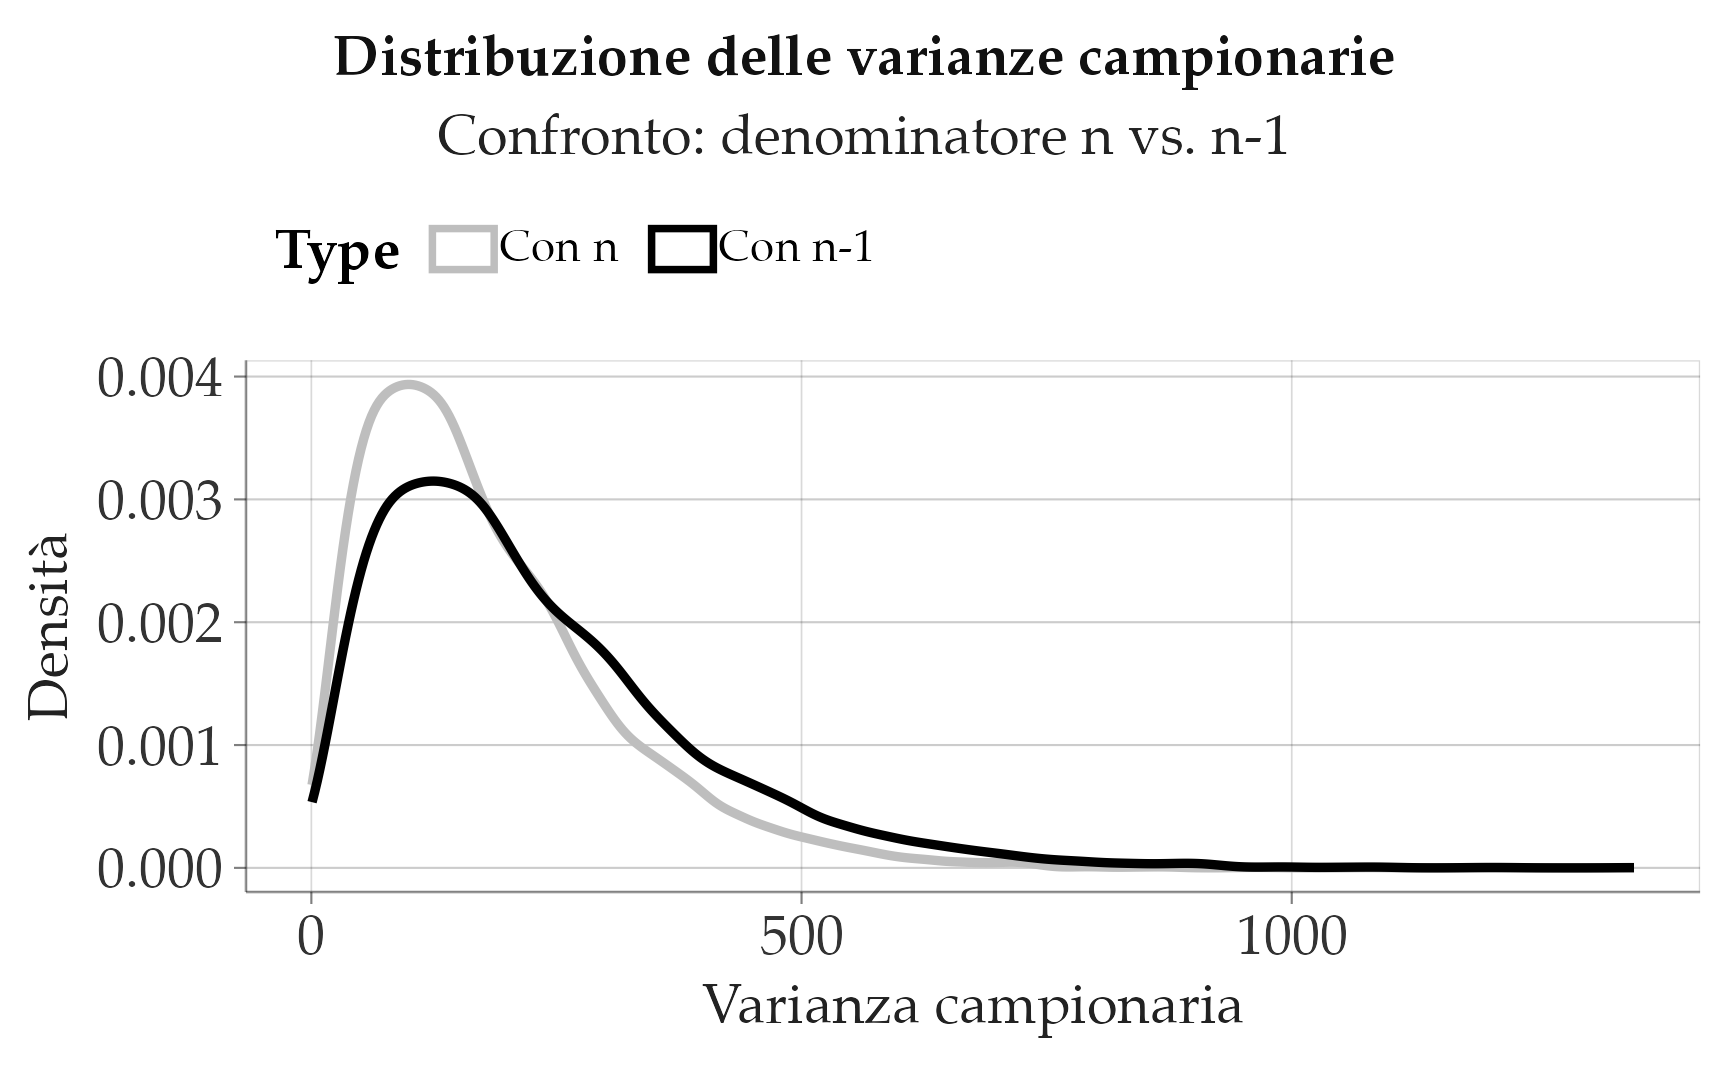 Distribuzione delle varianze campionarie
Confronto: denominatore n vs. n-1
Type Con n Con n-1
0.004
0.003
0.002
0.001
0.000
Densità
0 500 1000
Varianza campionaria